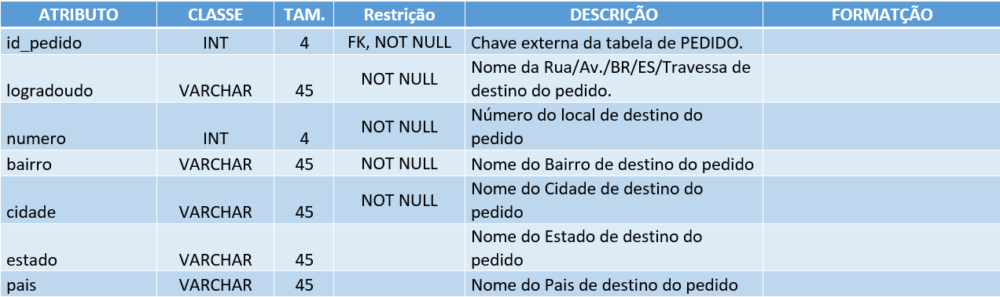 ATRIBUTO CLASSE TAM. Restrição DESCRIÇÃO FORMATÇÃO
id_pedido INT 4 FK, NOT NULL Chave externa da tabela de PEDIDO.
logradoudo VARCHAR 45 NOT NULL Nome da Rua/Av./BR/ES/Travessa de
destino do pedido.
numero INT 4 NOT NULL Número do local de destino do
pedido
bairro VARCHAR 45 NOT NULL Nome do Bairro de destino do pedido
cidade VARCHAR 45 NOT NULL Nome do Cidade de destino do
pedido
estado VARCHAR 45 Nome do Estado de destino do
pedido
pais VARCHAR 45 Nome do Pais de destino do pedido